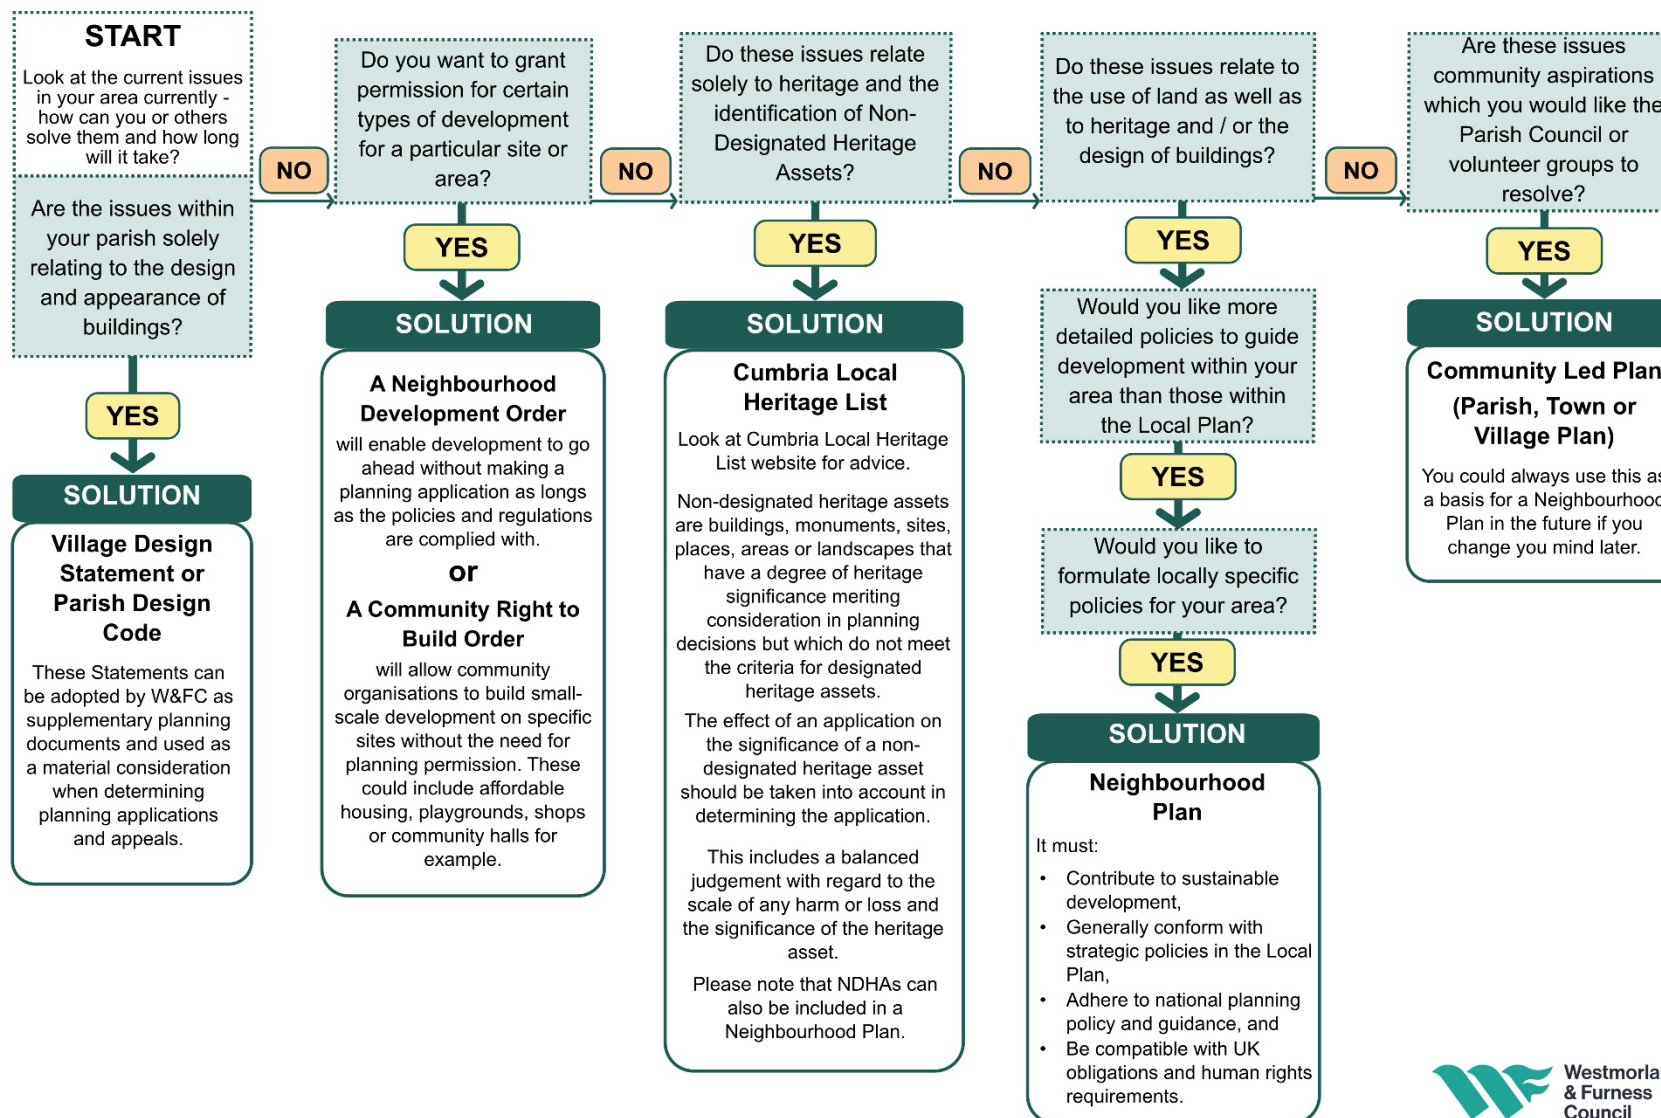 START
Look at the current issues
in your area currently -
how can you or others
solve them and how long
will it take?
Are the issues within
your parish solely
relating to the design
and appearance of
buildings?
YES
SOLUTION
Village Design
Statement or
Parish Design
Code
These Statements can
be adopted by W&FC as
supplementary planning
documents and used as
a material consideration
when determining
planning applications
and appeals.
NO
Do you want to grant
permission for certain
types of development
for a particular site or
area?
YES
SOLUTION
A Neighbourhood
Development Order
will enable development to go
ahead without making a
planning application as longs
as the policies and regulations
are complied with.
or
A Community Right to
Build Order
will allow community
organisations to build small-
scale development on specific
sites without the need for
planning permission. These
could include affordable
housing, playgrounds, shops
or community halls for
example.
NO
Do these issues relate
solely to heritage and the
identification of Non-
Designated Heritage
Assets?
YES
SOLUTION
Cumbria Local
Heritage List
Look at Cumbria Local Heritage
List website for advice.
Non-designated heritage assets
are buildings, monuments, sites,
places, areas or landscapes that
have a degree of heritage
significance meriting
consideration in planning
decisions but which do not meet
the criteria for designated
heritage assets.
The effect of an application on
the significance of a non-
designated heritage asset
should be taken into account in
determining the application.
This includes a balanced
judgement with regard to the
scale of any harm or loss and
the significance of the heritage
asset.
Please note that NDHAs can
also be included in a
Neighbourhood Plan.
NO
Do these issues relate to
the use of land as well as
to heritage and / or the
design of buildings?
YES
Would you like more
detailed policies to guide
development within your
area than those within
the Local Plan?
YES
Would you like to
formulate locally specific
policies for your area?
YES
SOLUTION
Neighbourhood
Plan
It must:
• Contribute to sustainable
development,
• Generally conform with
strategic policies in the Local
Plan,
• Adhere to national planning
policy and guidance, and
• Be compatible with UK
obligations and human rights
requirements.
NO
Are these issues
community aspirations
which you would like the
Parish Council or
volunteer groups to
resolve?
YES
SOLUTION
Community Led Plan
(Parish, Town or
Village Plan)
You could always use this as
a basis for a Neighbourhood
Plan in the future if you
change you mind later.
Westmorla
& Furness
Council